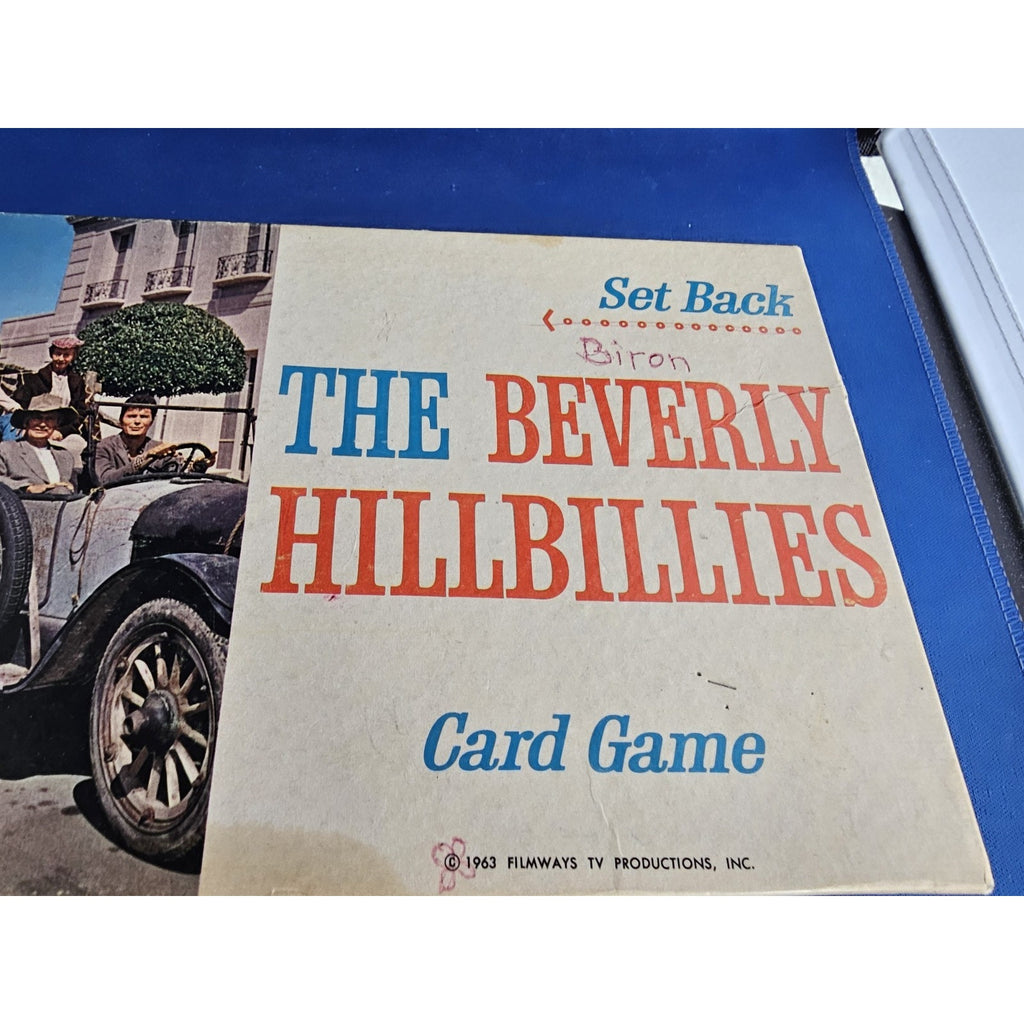 Set Back
Biron
THE BEVERLY
HILLBILLIES
Card Game
© 1963 FILMWAYS TV PRODUCTIONS, INC.